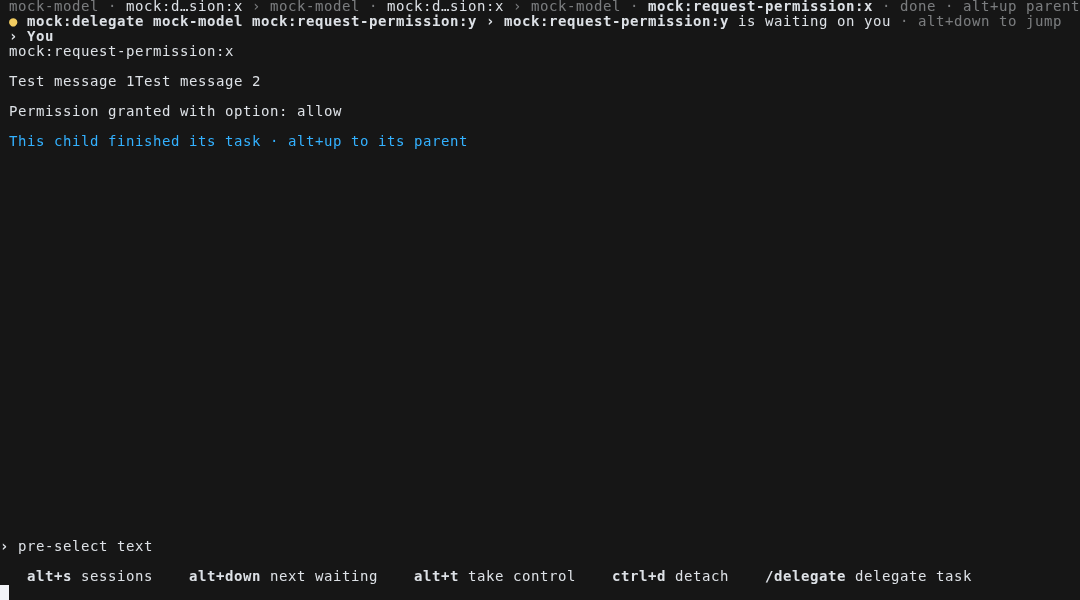 mock-model · mock:d…sion:x › mock-model · mock:d…sion:x › mock-model · mock:request-permission:x · done · alt+up parent
● mock:delegate mock-model mock:request-permission:y › mock:request-permission:y is waiting on you · alt+down to jump
› You
mock:request-permission:x
Test message 1Test message 2
Permission granted with option: allow
This child finished its task · alt+up to its parent
› pre-select text
alt+s sessions    alt+down next waiting    alt+t take control    ctrl+d detach    /delegate delegate task